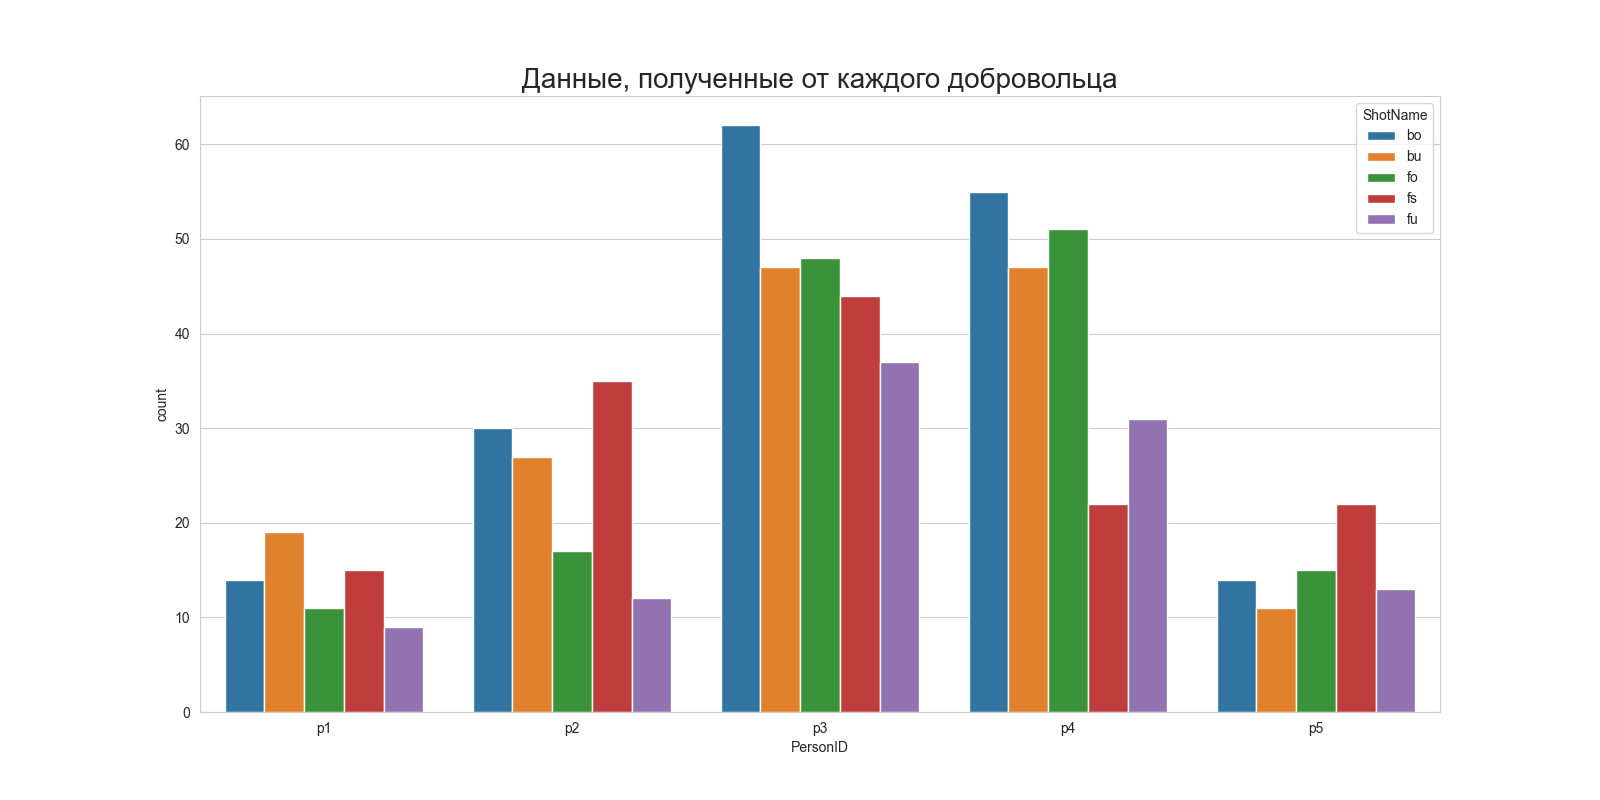 Данные, полученные от каждого добровольца
ShotName
bo
bu
fo
fs
fu
60
50
40
30
20
10
0
count
p1 p2 p3 p4 p5
PersonID